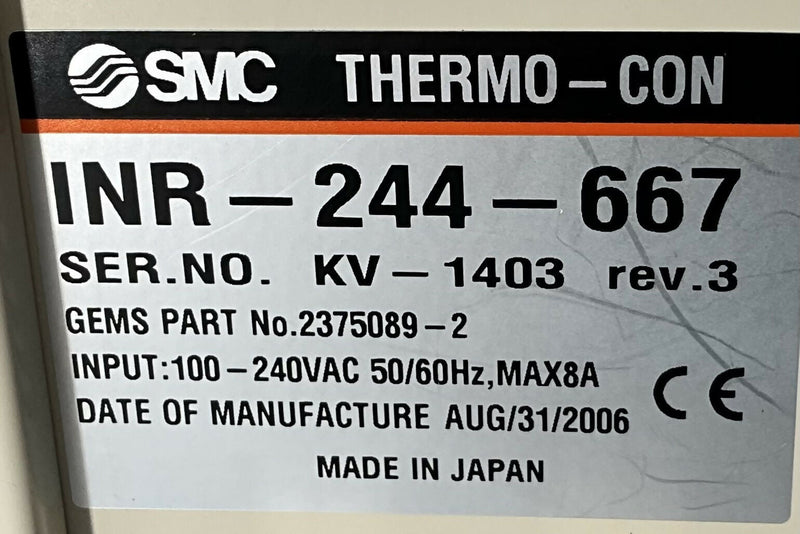 SMC THERMO-CON
INR-244-667
SER.NO. KV-1403 rev.3
GEMS PART No.2375089-2
INPUT:100-240VAC 50/60Hz,MAX8A
DATE OF MANUFACTURE AUG/31/2006
CE
MADE IN JAPAN